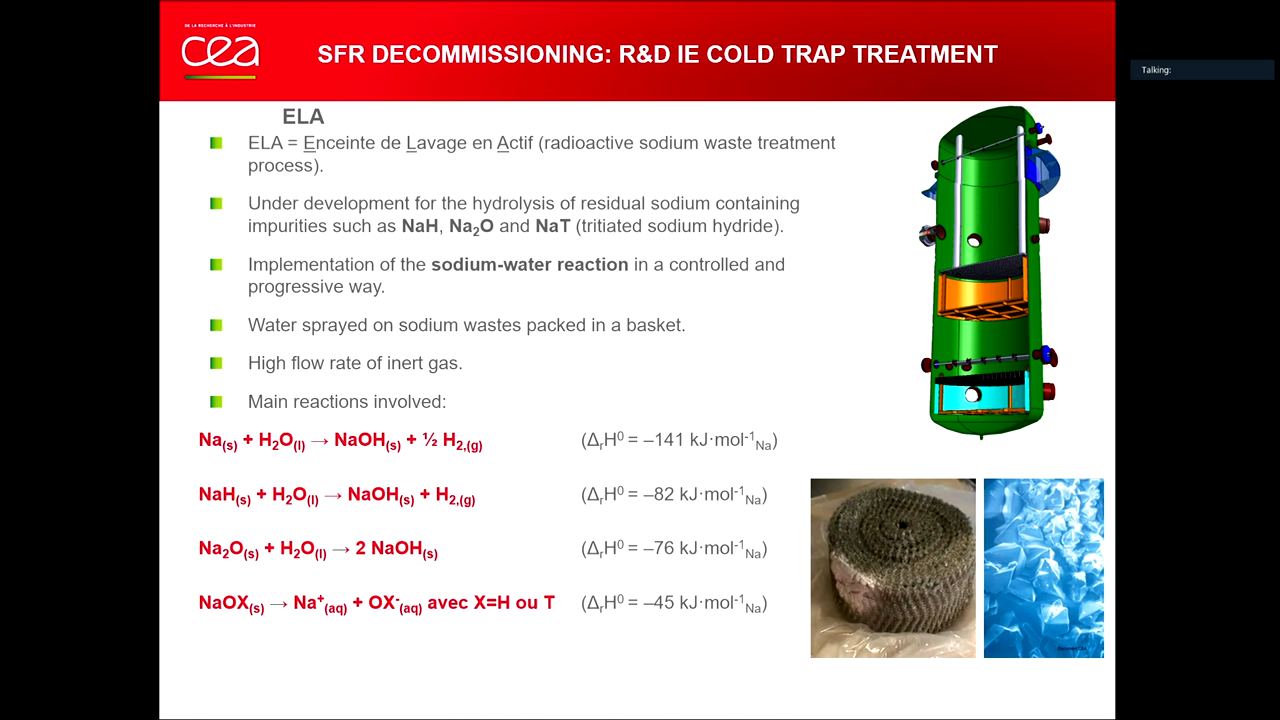 DE LA RECHERCHE À L'INDUSTRIE
cea
SFR DECOMMISSIONING: R&D IE COLD TRAP TREATMENT
Talking:
ELA
ELA = Enceinte de Lavage en Actif (radioactive sodium waste treatment
process).
Under development for the hydrolysis of residual sodium containing
impurities such as NaH, Na₂O and NaT (tritiated sodium hydride).
Implementation of the sodium-water reaction in a controlled and
progressive way.
Water sprayed on sodium wastes packed in a basket.
High flow rate of inert gas.
Main reactions involved:
Na(s) + H₂O(l) → NaOH(s) + ½ H2,(g) (ΔrH⁰ = –141 kJ·mol⁻¹Na)
NaH(s) + H₂O(l) → NaOH(s) + H2,(g) (ΔrH⁰ = –82 kJ·mol⁻¹Na)
Na₂O(s) + H₂O(l) → 2 NaOH(s) (ΔrH⁰ = –76 kJ·mol⁻¹Na)
NaOX(s) → Na⁺(aq) + OX⁻(aq) avec X=H ou T (ΔrH⁰ = –45 kJ·mol⁻¹Na)